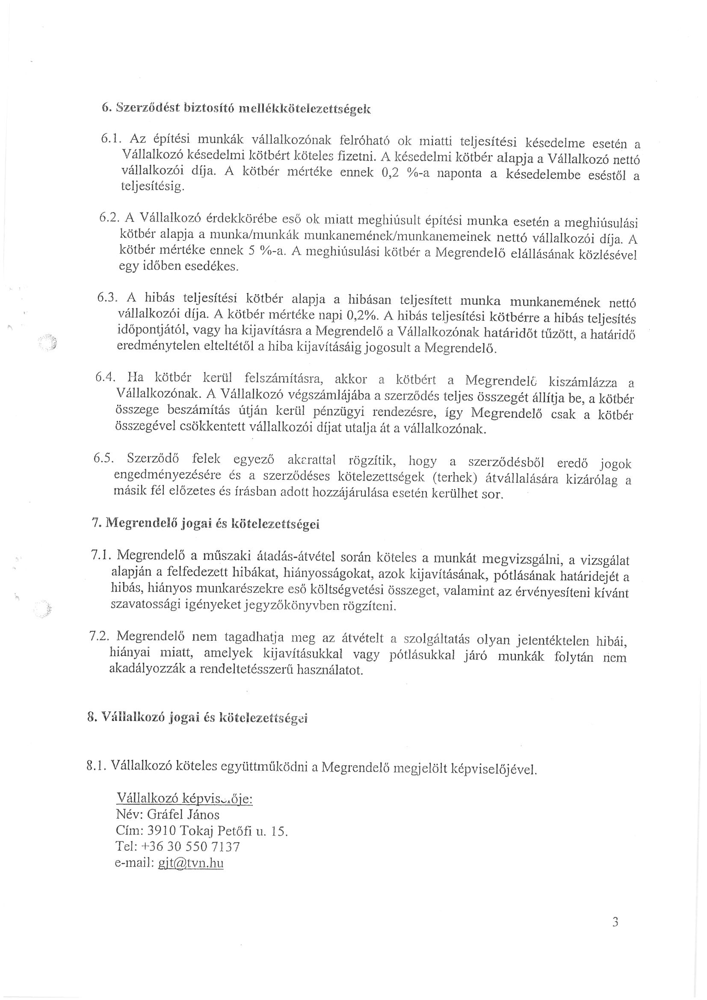 6. Szerződést biztosító mellékkötelezettségek
6.1. Az építési munkák vállalkozónak felróható ok miatti teljesítési késedelme esetén a
Vállalkozó késedelmi kötbért köteles fizetni. A késedelmi kötbér alapja a Vállalkozó nettó
vállalkozói díja. A kötbér mértéke ennek 0,2 %-a naponta a késedelembe eséstől a
teljesítésig.
6.2. A Vállalkozó érdekkörébe eső ok miatt meghiúsult építési munka esetén a meghiúsulási
kötbér alapja a munka/munkák munkanemének/munkanemeinek nettó vállalkozói díja. A
kötbér mértéke ennek 5 %-a. A meghiúsulási kötbér a Megrendelő elállásának közlésével
egy időben esedékes.
6.3. A hibás teljesítési kötbér alapja a hibásan teljesített munka munkanemének nettó
vállalkozói díja. A kötbér mértéke napi 0,2%. A hibás teljesítési kötbérre a hibás teljesítés
időpontjától, vagy ha kijavításra a Megrendelő a Vállalkozónak határidőt tűzött, a határidő
eredménytelen elteltétől a hiba kijavításáig jogosult a Megrendelő.
6.4. Ha kötbér kerül felszámításra, akkor a kötbért a Megrendelő kiszámlázza a
Vállalkozónak. A Vállalkozó végszámlájába a szerződés teljes összegét állítja be, a kötbér
összege beszámítás útján kerül pénzügyi rendezésre, így Megrendelő csak a kötbér
összegével csökkentett vállalkozói díjat utalja át a vállalkozónak.
6.5. Szerződő felek egyező akarattal rögzítik, hogy a szerződésből eredő jogok
engedményezésére és a szerződéses kötelezettségek (terhek) átvállalására kizárólag a
másik fél előzetes és írásban adott hozzájárulása esetén kerülhet sor.
7. Megrendelő jogai és kötelezettségei
7.1. Megrendelő a műszaki átadás-átvétel során köteles a munkát megvizsgálni, a vizsgálat
alapján a felfedezett hibákat, hiányosságokat, azok kijavításának, pótlásának határidejét a
hibás, hiányos munkarészekre eső költségvetési összeget, valamint az érvényesíteni kívánt
szavatossági igényeket jegyzőkönyvben rögzíteni.
7.2. Megrendelő nem tagadhatja meg az átvételt a szolgáltatás olyan jelentéktelen hibái,
hiányai miatt, amelyek kijavításukkal vagy pótlásukkal járó munkák folytán nem
akadályozzák a rendeltetésszerű használatot.
8. Vállalkozó jogai és kötelezettségei
8.1. Vállalkozó köteles együttműködni a Megrendelő megjelölt képviselőjével.
Vállalkozó képviselője:
Név: Gráfel János
Cím: 3910 Tokaj Petőfi u. 15.
Tel: +36 30 550 7137
e-mail: gjt@tvn.hu
3